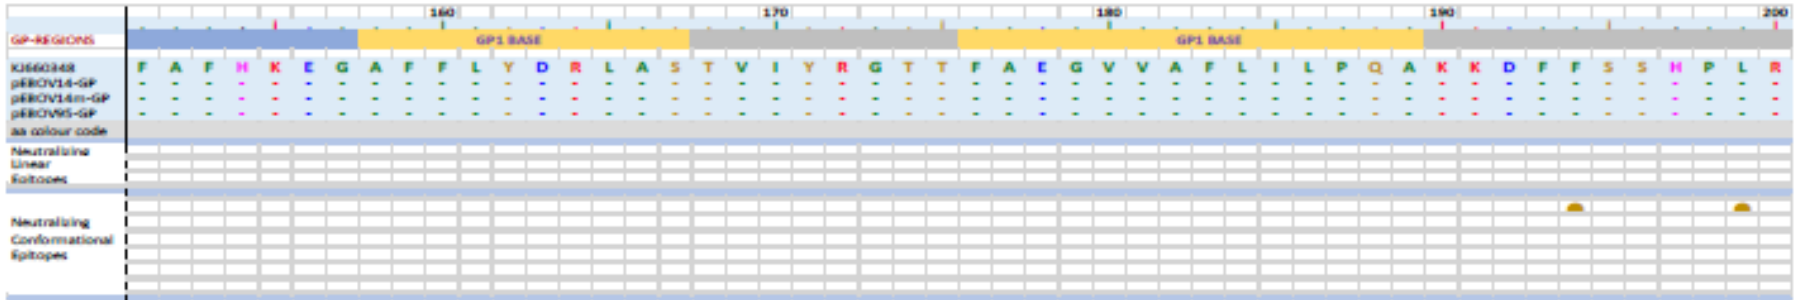 160 170 180 190 200
GP-REGIONS GP1 BASE GP1 BASE
KJ660348 F A F H K E G A F F L Y D R L A S T V I Y R G T T F A E G V V A F L I L P Q A K K D F F S S H P L R
pEBOV14-GP - - - - - - - - - - - - - - - - - - - - - - - - - - - - - - - - - - - - - - - - - - - - - - - - - -
pEBOV14m-GP - - - - - - - - - - - - - - - - - - - - - - - - - - - - - - - - - - - - - - - - - - - - - - - - - -
pEBOV95-GP - - - - - - - - - - - - - - - - - - - - - - - - - - - - - - - - - - - - - - - - - - - - - - - - - -
aa colour code
Neutralizing
Linear
Epitopes
Neutralizing
Conformational
Epitopes